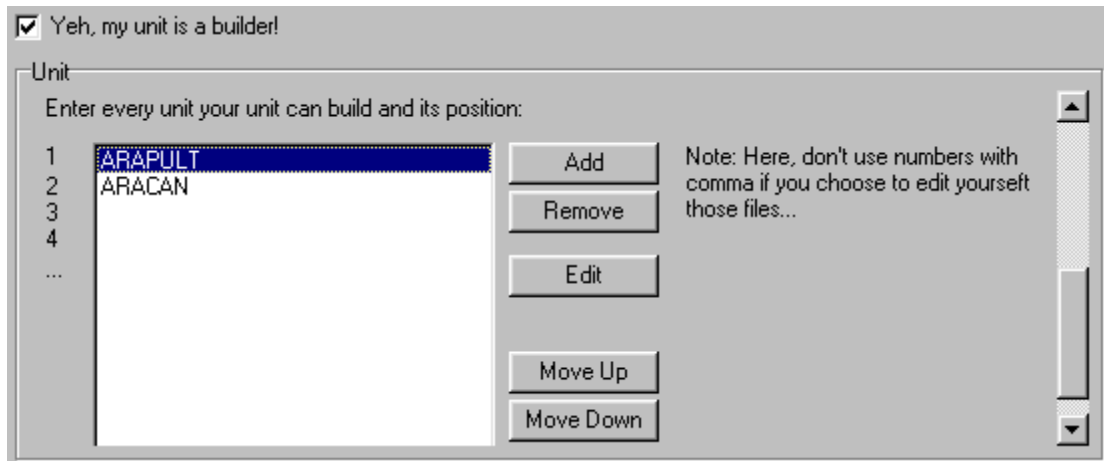 Yeh, my unit is a builder!
Unit
Enter every unit your unit can build and its position:
1
2
3
4
...
ARAPULT
ARACAN
Add
Remove
Edit
Move Up
Move Down
Note: Here, don't use numbers with
comma if you choose to edit yourseft
those files...